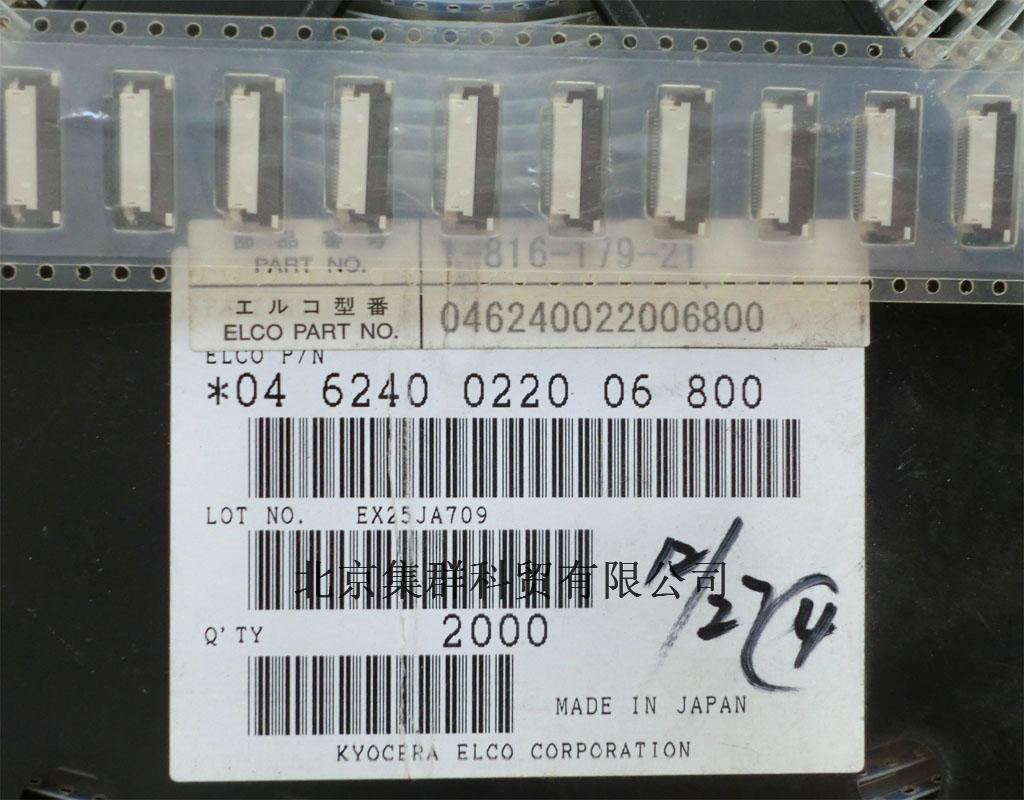 部品番号
PART NO. 1-816-179-21
エルコ型番
ELCO PART NO. 046240022006800
ELCO P/N
*04 6240 0220 06 800
LOT NO. EX25JA709
北京集群科贸有限公司
Q'TY 2000
MADE IN JAPAN
KYOCERA ELCO CORPORATION